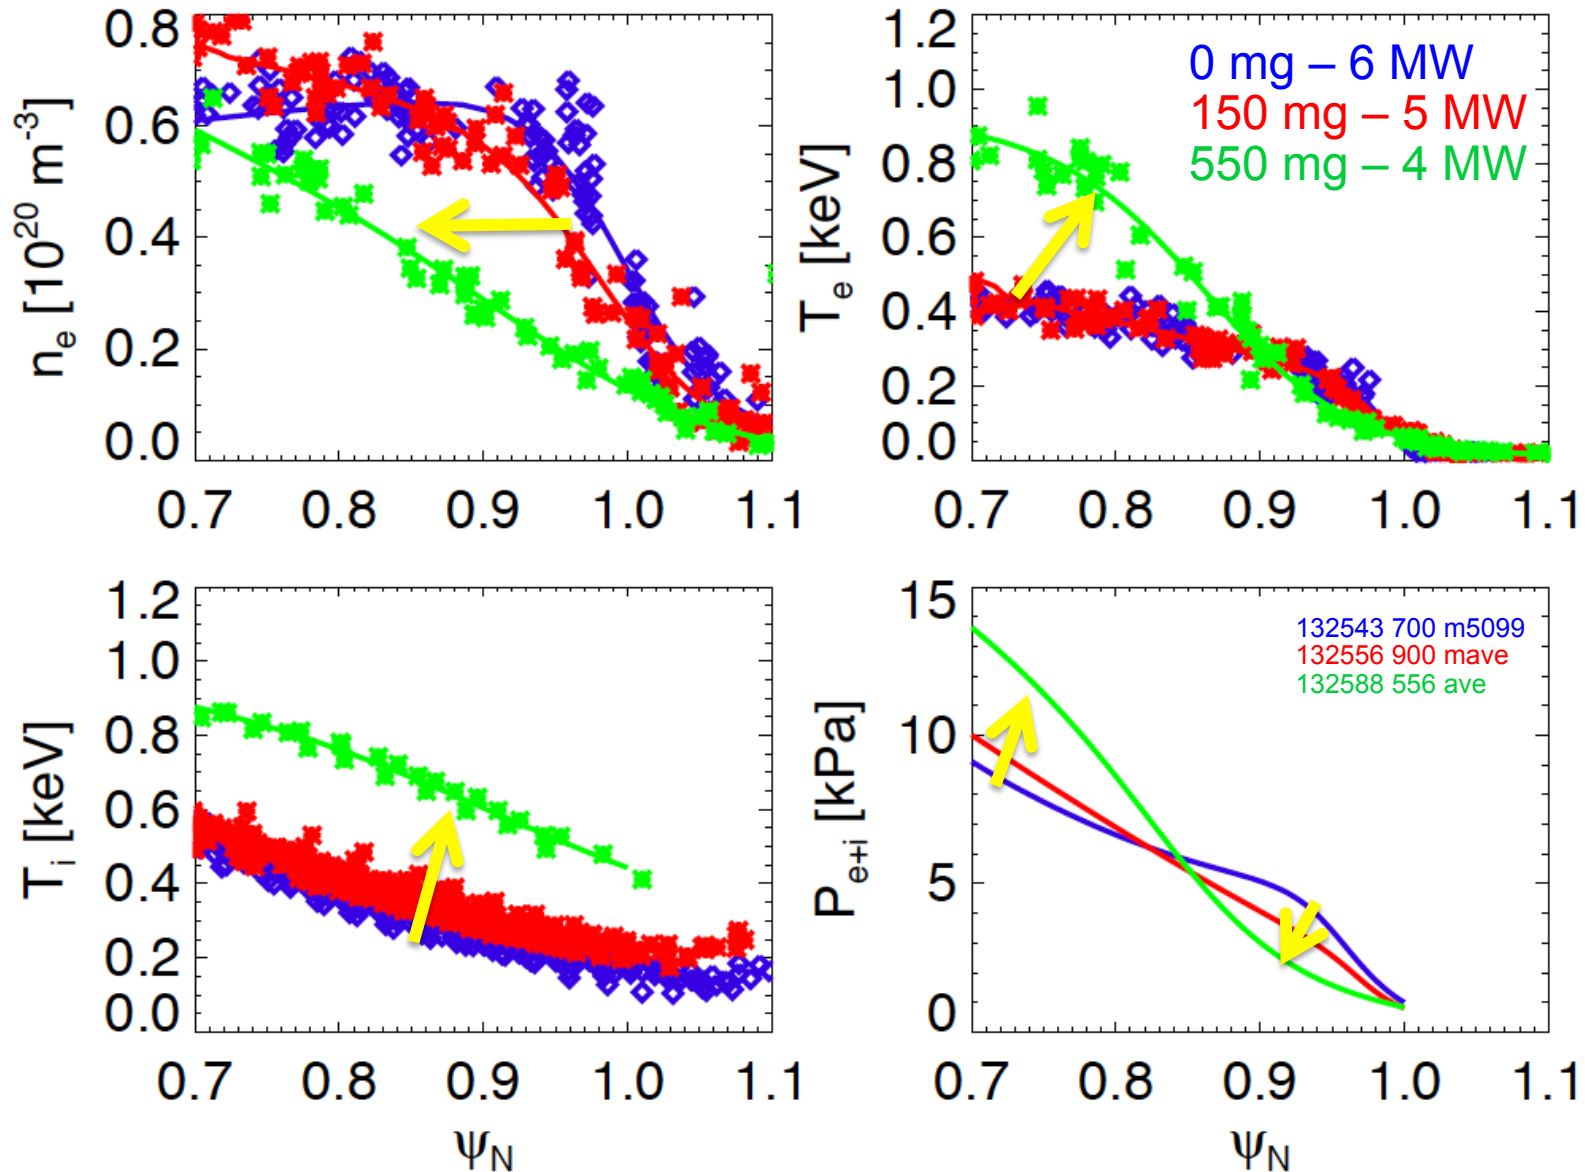 0.8
0.6
0.4
0.2
0.0
n_e [10^20 m^-3]
0.7 0.8 0.9 1.0 1.1
1.2
1.0
0.8
0.6
0.4
0.2
0.0
T_e [keV]
0 mg – 6 MW
150 mg – 5 MW
550 mg – 4 MW
0.7 0.8 0.9 1.0 1.1
1.2
1.0
0.8
0.6
0.4
0.2
0.0
T_i [keV]
0.7 0.8 0.9 1.0 1.1
ψ_N
15
10
5
0
P_e+i [kPa]
132543 700 m5099
132556 900 mave
132588 556 ave
0.7 0.8 0.9 1.0 1.1
ψ_N